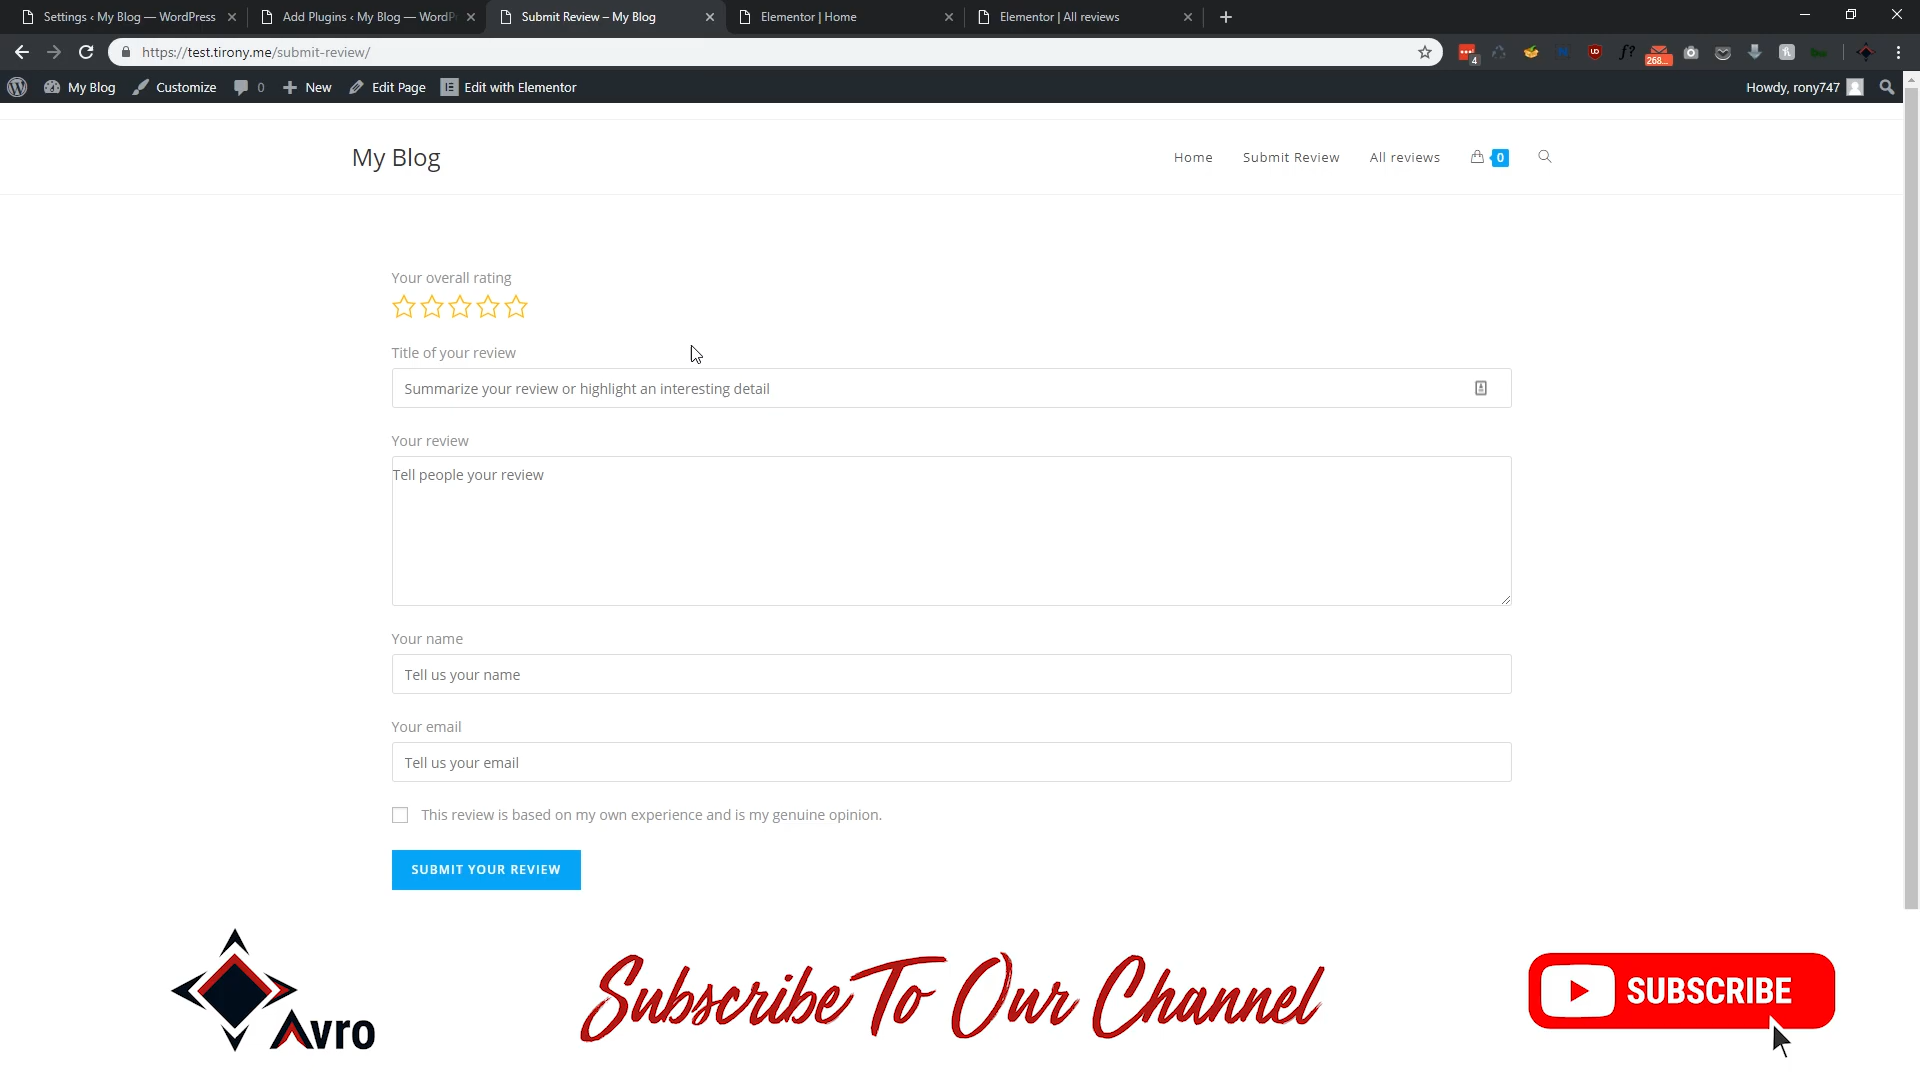 Settings ‹ My Blog — WordPress
Add Plugins ‹ My Blog — WordP
Submit Review – My Blog
Elementor | Home
Elementor | All reviews
https://test.tirony.me/submit-review/
4
268...
My Blog
Customize
0
New
Edit Page
Edit with Elementor
Howdy, rony747
My Blog
Home
Submit Review
All reviews
0
Your overall rating
Title of your review
Summarize your review or highlight an interesting detail
Your review
Tell people your review
Your name
Tell us your name
Your email
Tell us your email
This review is based on my own experience and is my genuine opinion.
SUBMIT YOUR REVIEW
Avro
Subscribe To Our Channel
SUBSCRIBE